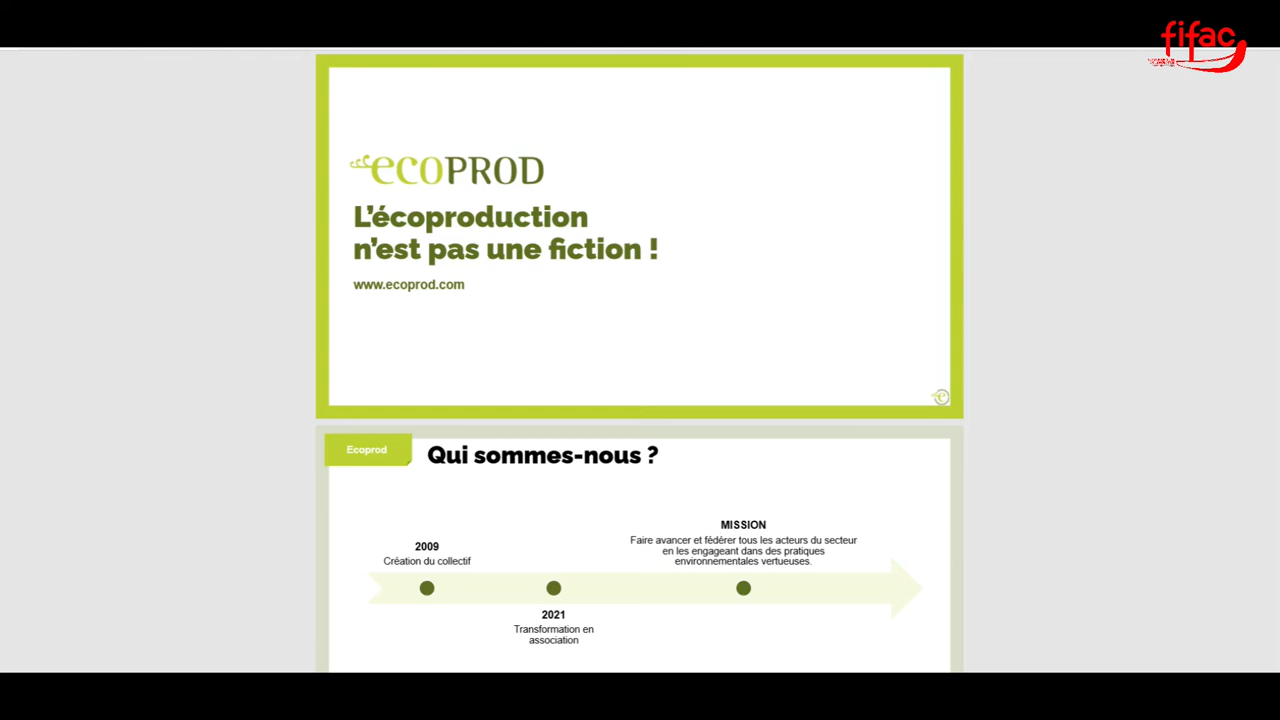 fifac
ecoPROD
L’écoproduction
n’est pas une fiction !
www.ecoprod.com
Ecoprod
Qui sommes-nous ?
MISSION
Faire avancer et fédérer tous les acteurs du secteur
en les engageant dans des pratiques
environnementales vertueuses.
2009
Création du collectif
2021
Transformation en
association